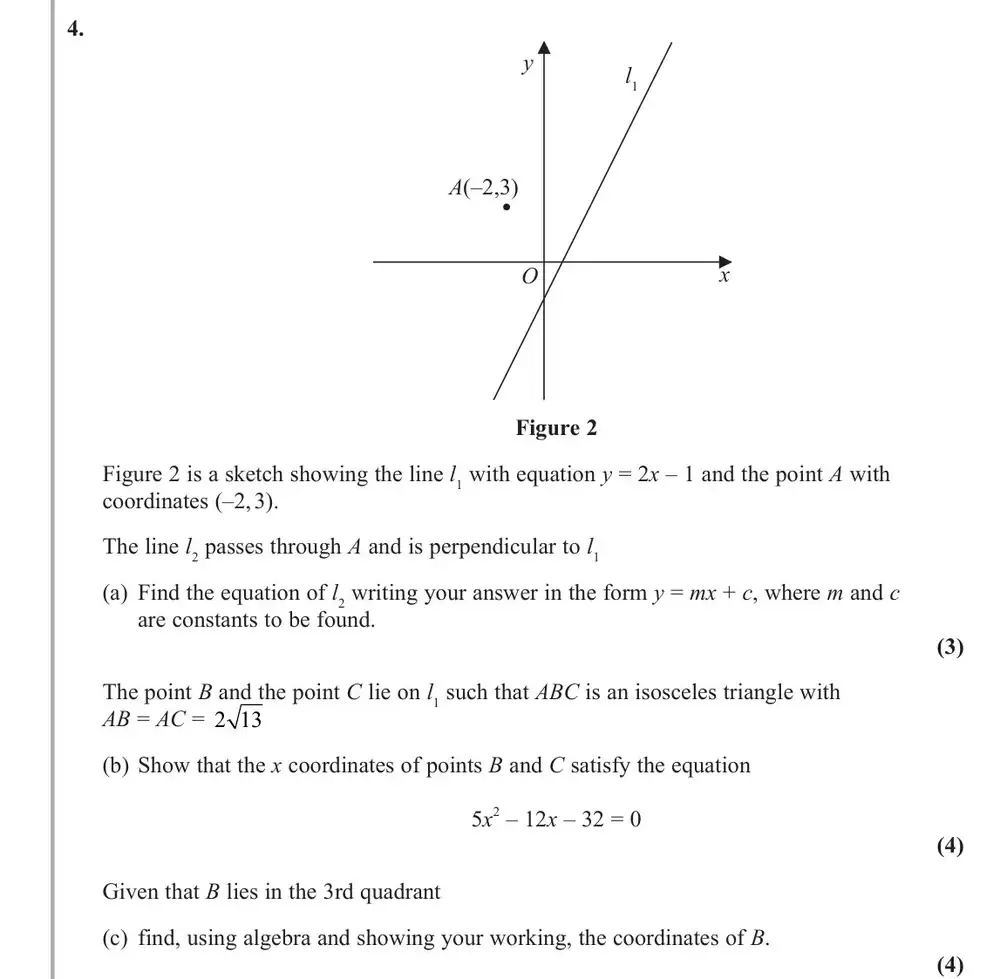 4.
y
l₁
A(–2,3)
O
x
Figure 2
Figure 2 is a sketch showing the line l₁ with equation y = 2x – 1 and the point A with
coordinates (–2, 3).
The line l₂ passes through A and is perpendicular to l₁
(a) Find the equation of l₂ writing your answer in the form y = mx + c, where m and c
are constants to be found.
(3)
The point B and the point C lie on l₁ such that ABC is an isosceles triangle with
AB = AC = 2√13
(b) Show that the x coordinates of points B and C satisfy the equation
5x² – 12x – 32 = 0
(4)
Given that B lies in the 3rd quadrant
(c) find, using algebra and showing your working, the coordinates of B.
(4)